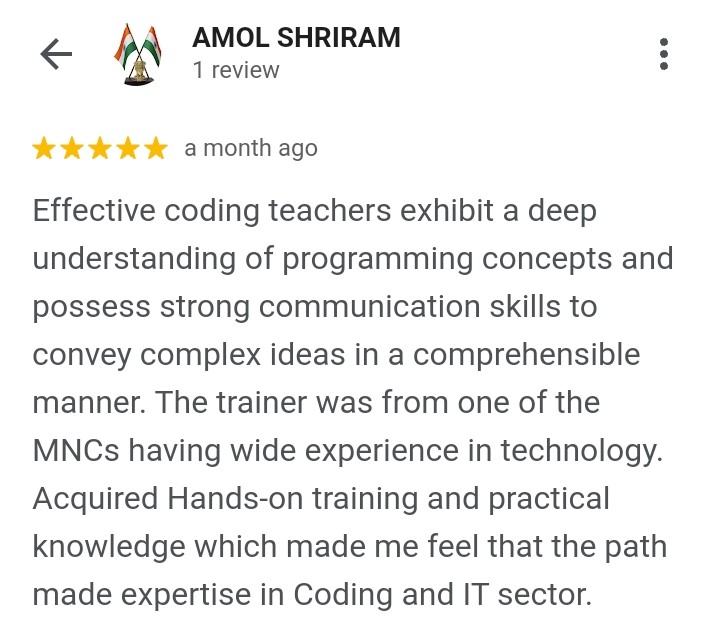 AMOL SHRIRAM
1 review
a month ago
Effective coding teachers exhibit a deep
understanding of programming concepts and
possess strong communication skills to
convey complex ideas in a comprehensible
manner. The trainer was from one of the
MNCs having wide experience in technology.
Acquired Hands-on training and practical
knowledge which made me feel that the path
made expertise in Coding and IT sector.